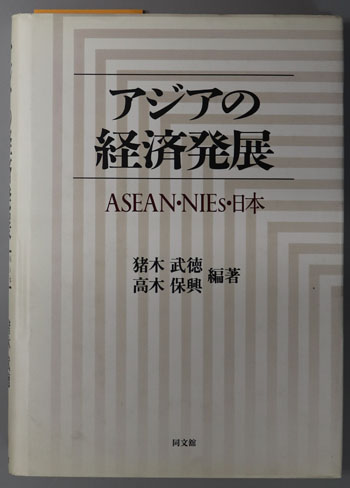 アジアの
経済発展
ASEAN・NIEs・日本
猪木 武徳
高木 保興
編著
同文舘